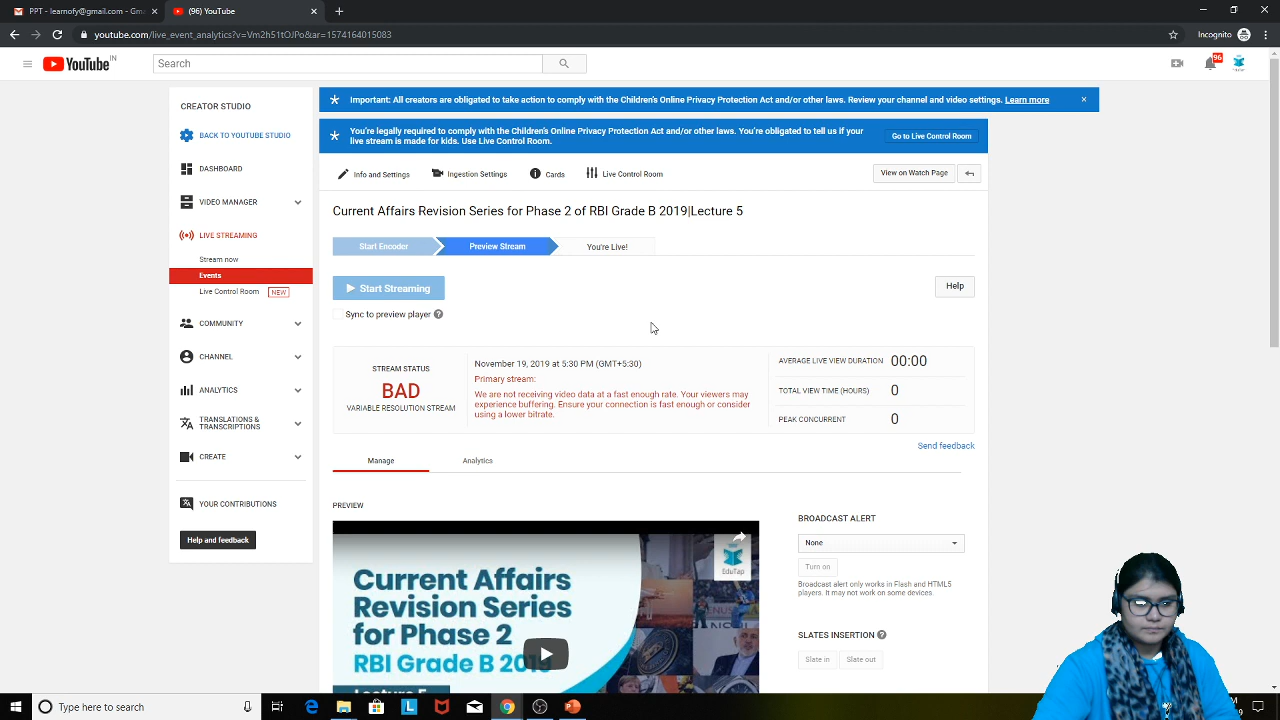 PPT - learnofy@gmail.com - Gm
(96) YouTube
youtube.com/live_event_analytics?v=Vm2h51tOJPo&ar=1574164015083
Incognito
YouTube IN
Search
96
CREATOR STUDIO
BACK TO YOUTUBE STUDIO
DASHBOARD
VIDEO MANAGER
LIVE STREAMING
Stream now
Events
Live Control Room NEW
COMMUNITY
CHANNEL
ANALYTICS
TRANSLATIONS &
TRANSCRIPTIONS
CREATE
YOUR CONTRIBUTIONS
Help and feedback
Important: All creators are obligated to take action to comply with the Children's Online Privacy Protection Act and/or other laws. Review your channel and video settings. Learn more
You're legally required to comply with the Children's Online Privacy Protection Act and/or other laws. You're obligated to tell us if your
live stream is made for kids. Use Live Control Room.
Go to Live Control Room
Info and Settings
Ingestion Settings
Cards
Live Control Room
View on Watch Page
Current Affairs Revision Series for Phase 2 of RBI Grade B 2019|Lecture 5
Start Encoder
Preview Stream
You're Live!
Start Streaming
Help
Sync to preview player
STREAM STATUS
BAD
VARIABLE RESOLUTION STREAM
November 19, 2019 at 5:30 PM (GMT+5:30)
Primary stream:
We are not receiving video data at a fast enough rate. Your viewers may
experience buffering. Ensure your connection is fast enough or consider
using a lower bitrate.
AVERAGE LIVE VIEW DURATION 00:00
TOTAL VIEW TIME (HOURS) 0
PEAK CONCURRENT 0
Send feedback
Manage
Analytics
PREVIEW
EduTap
Current Affairs
Revision Series
for Phase 2
RBI Grade B 2019
Lecture 5
BROADCAST ALERT
None
Turn on
Broadcast alert only works in Flash and HTML5
players. It may not work on some devices.
SLATES INSERTION
Slate in
Slate out
Type here to search